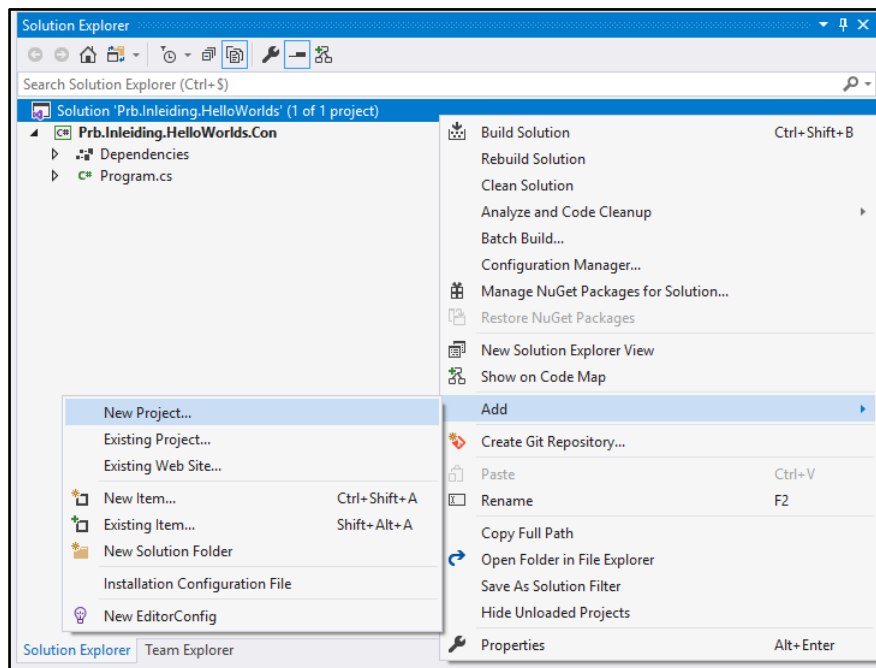 Solution Explorer
Search Solution Explorer (Ctrl+$)
Solution 'Prb.Inleiding.HelloWorlds' (1 of 1 project)
C# Prb.Inleiding.HelloWorlds.Con
Dependencies
C# Program.cs
Build Solution Ctrl+Shift+B
Rebuild Solution
Clean Solution
Analyze and Code Cleanup
Batch Build...
Configuration Manager...
Manage NuGet Packages for Solution...
Restore NuGet Packages
New Solution Explorer View
Show on Code Map
Add
Create Git Repository...
Paste Ctrl+V
Rename F2
Copy Full Path
Open Folder in File Explorer
Save As Solution Filter
Hide Unloaded Projects
Properties Alt+Enter
New Project...
Existing Project...
Existing Web Site...
New Item... Ctrl+Shift+A
Existing Item... Shift+Alt+A
New Solution Folder
Installation Configuration File
New EditorConfig
Solution Explorer Team Explorer